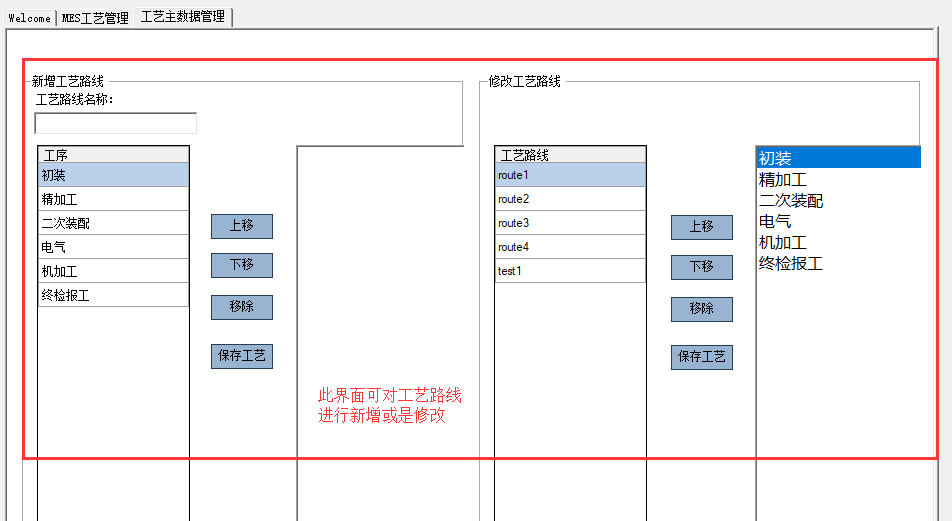 Welcome
MES工艺管理
工艺主数据管理
新增工艺路线
工艺路线名称:
工序
初装
精加工
二次装配
电气
机加工
终检报工
上移
下移
移除
保存工艺
此界面可对工艺路线
进行新增或是修改
修改工艺路线
工艺路线
route1
route2
route3
route4
test1
上移
下移
移除
保存工艺
初装
精加工
二次装配
电气
机加工
终检报工